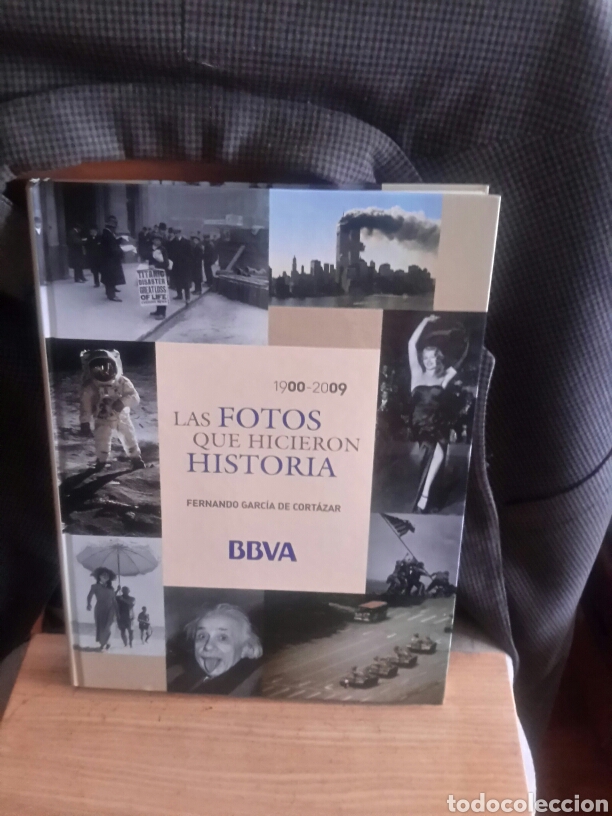 TITANIC
DISASTER
GREAT LOSS
OF LIFE
1900-2009
LAS FOTOS
QUE HICIERON
HISTORIA
FERNANDO GARCÍA DE CORTÁZAR
BBVA
todocoleccion